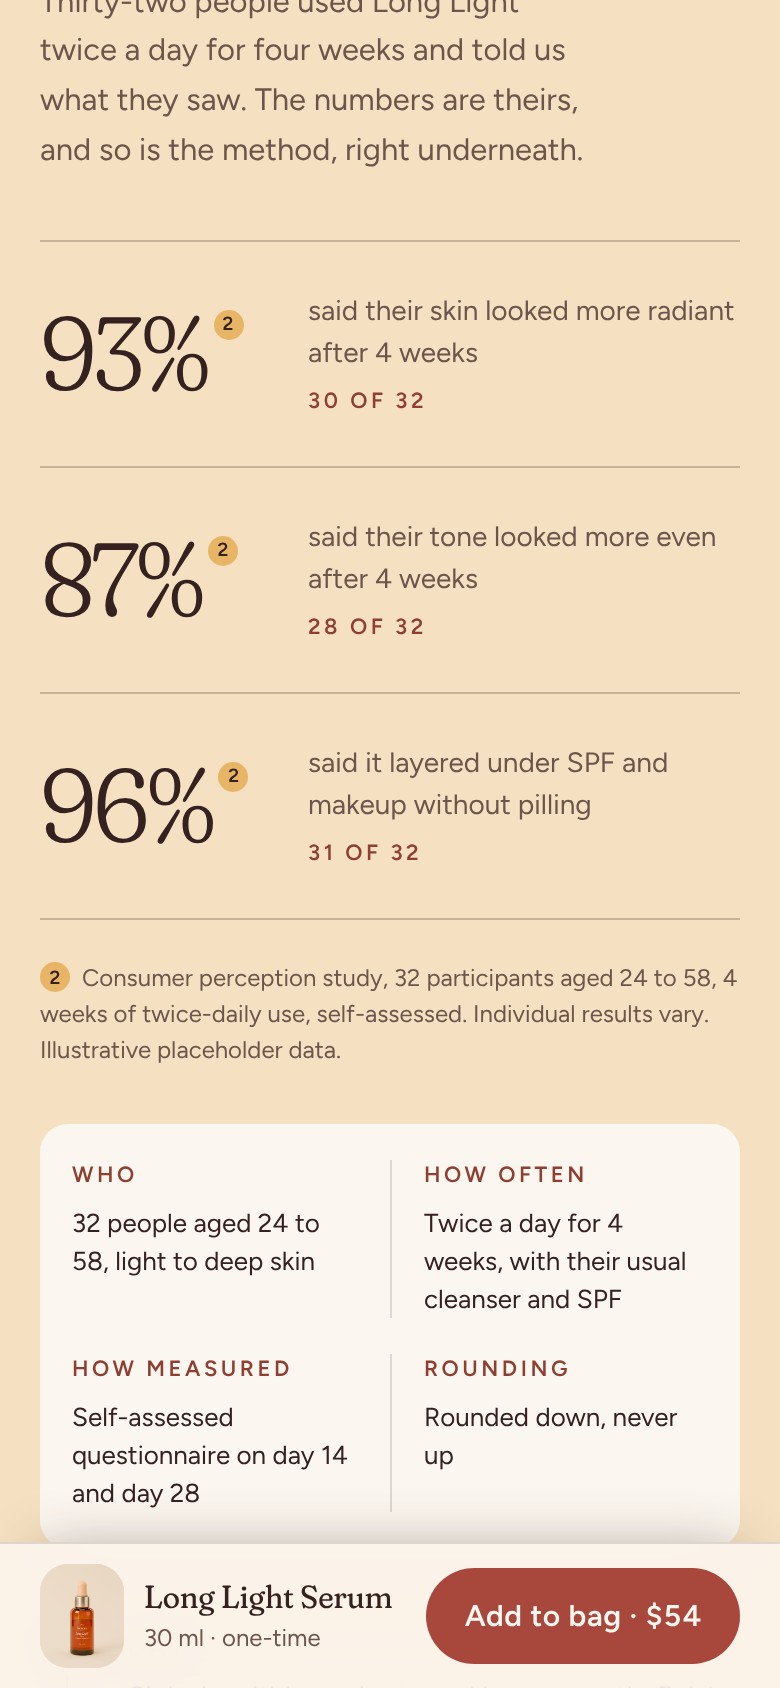 Thirty-two people used Long Light
twice a day for four weeks and told us
what they saw. The numbers are theirs,
and so is the method, right underneath.
93% 2
said their skin looked more radiant
after 4 weeks
30 OF 32
87% 2
said their tone looked more even
after 4 weeks
28 OF 32
96% 2
said it layered under SPF and
makeup without pilling
31 OF 32
2 Consumer perception study, 32 participants aged 24 to 58, 4
weeks of twice-daily use, self-assessed. Individual results vary.
Illustrative placeholder data.
WHO
32 people aged 24 to
58, light to deep skin
HOW OFTEN
Twice a day for 4
weeks, with their usual
cleanser and SPF
HOW MEASURED
Self-assessed
questionnaire on day 14
and day 28
ROUNDING
Rounded down, never
up
Long Light Serum
30 ml · one-time
Add to bag · $54